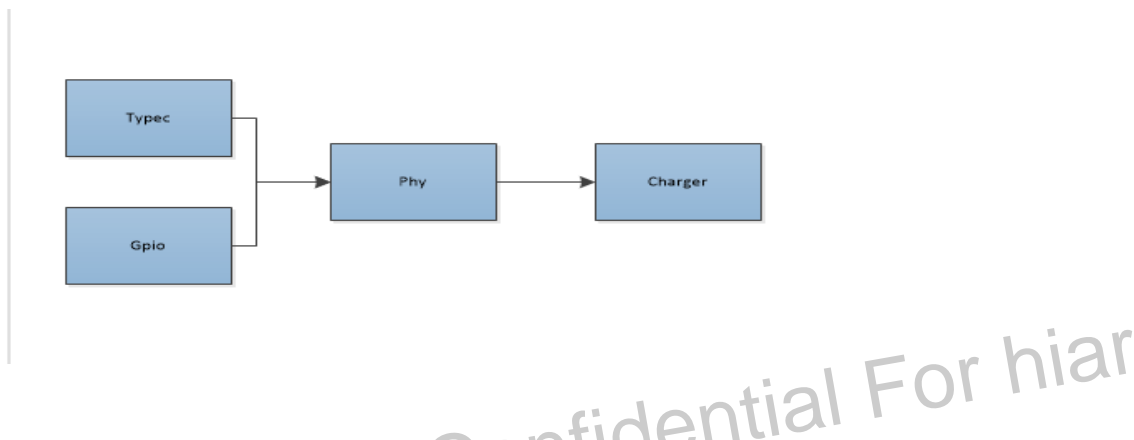 Typec
Gpio
Phy
Charger
Confidential For hiar